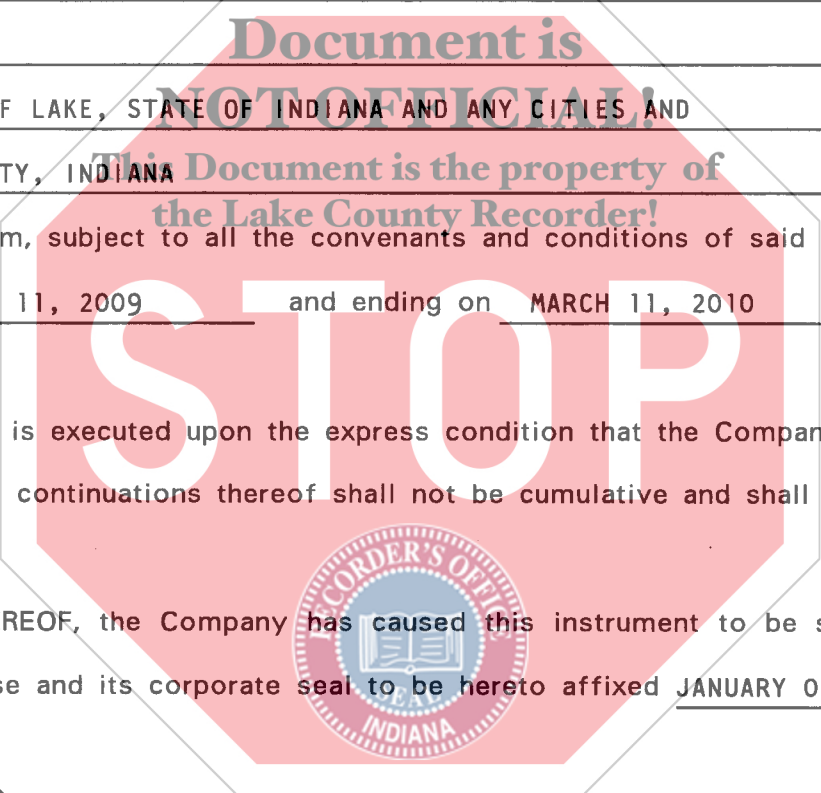 Document is
NOT OFFICIAL!
F LAKE, STATE OF INDIANA AND ANY CITIES AND
This Document is the property of
TY, INDIANA
the Lake County Recorder!
m, subject to all the convenants and conditions of said
11, 2009 and ending on MARCH 11, 2010
STOP
is executed upon the express condition that the Compan
continuations thereof shall not be cumulative and shall
RECORDER'S OFFICE
REOF, the Company has caused this instrument to be s
se and its corporate seal to be hereto affixed JANUARY 0
SEAL
INDIANA